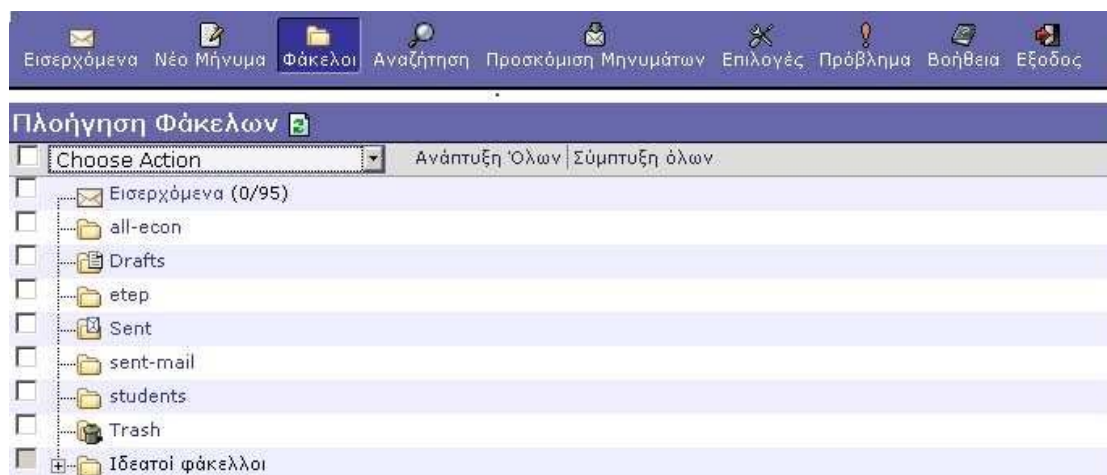 Εισερχόμενα Νέο Μήνυμα Φάκελοι Αναζήτηση Προσκόμιση Μηνυμάτων Επιλογές Πρόβλημα Βοήθεια Εξοδος
Πλοήγηση Φάκελων
Choose Action Ανάπτυξη Όλων Σύμπτυξη όλων
Εισερχόμενα (0/95)
all-econ
Drafts
etep
Sent
sent-mail
students
Trash
Ιδεατοί φάκελλοι